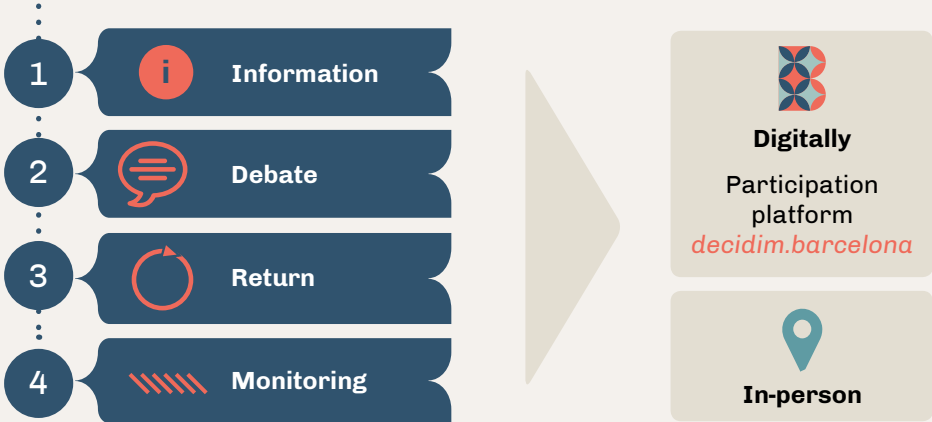 1
Information
2
Debate
3
Return
4
Monitoring
Digitally
Participation
platform
decidim.barcelona
In-person